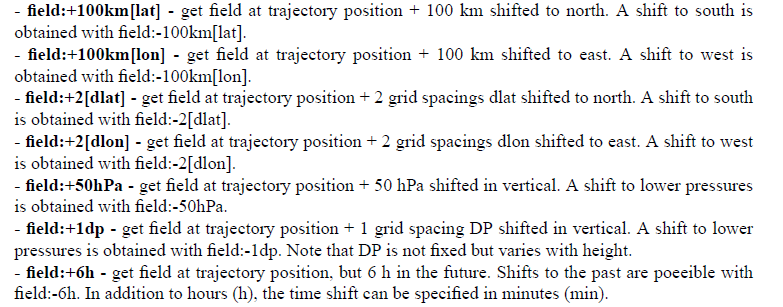 - field:+100km[lat] - get field at trajectory position + 100 km shifted to north. A shift to south is
obtained with field:-100km[lat].
- field:+100km[lon] - get field at trajectory position + 100 km shifted to east. A shift to west is
obtained with field:-100km[lon].
- field:+2[dlat] - get field at trajectory position + 2 grid spacings dlat shifted to north. A shift to south
is obtained with field:-2[dlat].
- field:+2[dlon] - get field at trajectory position + 2 grid spacings dlon shifted to east. A shift to west
is obtained with field:-2[dlon].
- field:+50hPa - get field at trajectory position + 50 hPa shifted in vertical. A shift to lower pressures
is obtained with field:-50hPa.
- field:+1dp - get field at trajectory position + 1 grid spacing DP shifted in vertical. A shift to lower
pressures is obtained with field:-1dp. Note that DP is not fixed but varies with height.
- field:+6h - get field at trajectory position, but 6 h in the future. Shifts to the past are poeeible with
field:-6h. In addition to hours (h), the time shift can be specified in minutes (min).